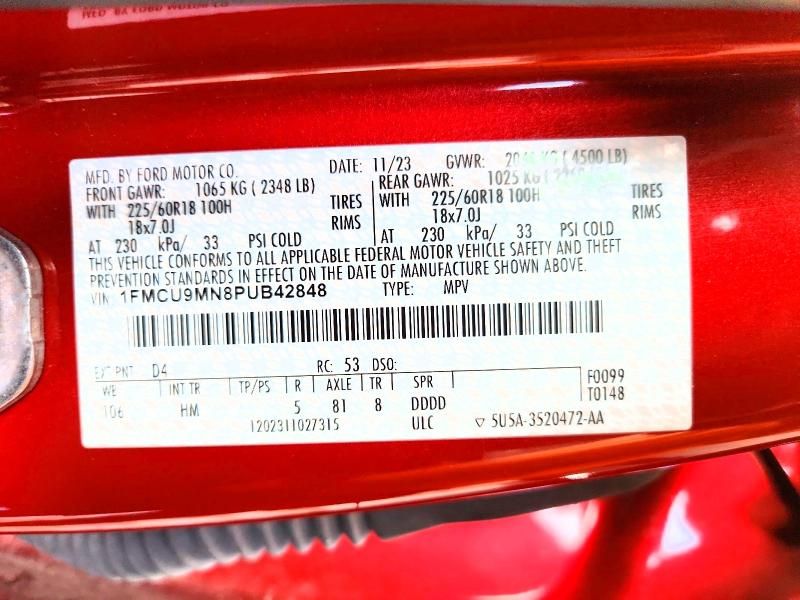 MFD. BY FORD MOTOR CO. DATE: 11/23 GVWR: KG ( 4500 LB)
FRONT GAWR: 1065 KG ( 2348 LB) REAR GAWR: 1025 KG (
WITH 225/60R18 100H TIRES WITH 225/60R18 100H TIRES
18x7.0J RIMS 18x7.0J RIMS
AT 230 kPa/ 33 PSI COLD AT 230 kPa/ 33 PSI COLD
THIS VEHICLE CONFORMS TO ALL APPLICABLE FEDERAL MOTOR VEHICLE SAFETY AND THEFT
PREVENTION STANDARDS IN EFFECT ON THE DATE OF MANUFACTURE SHOWN ABOVE.
VIN: 1FMCU9MN8PUB42848 TYPE: MPV
EXT PNT: D4 RC: 53 DSO:
WB INT TR TP/PS R AXLE TR SPR F0099
106 HM 5 81 8 DDDD T0148
1202311027315 ULC ▽ 5U5A-3520472-AA